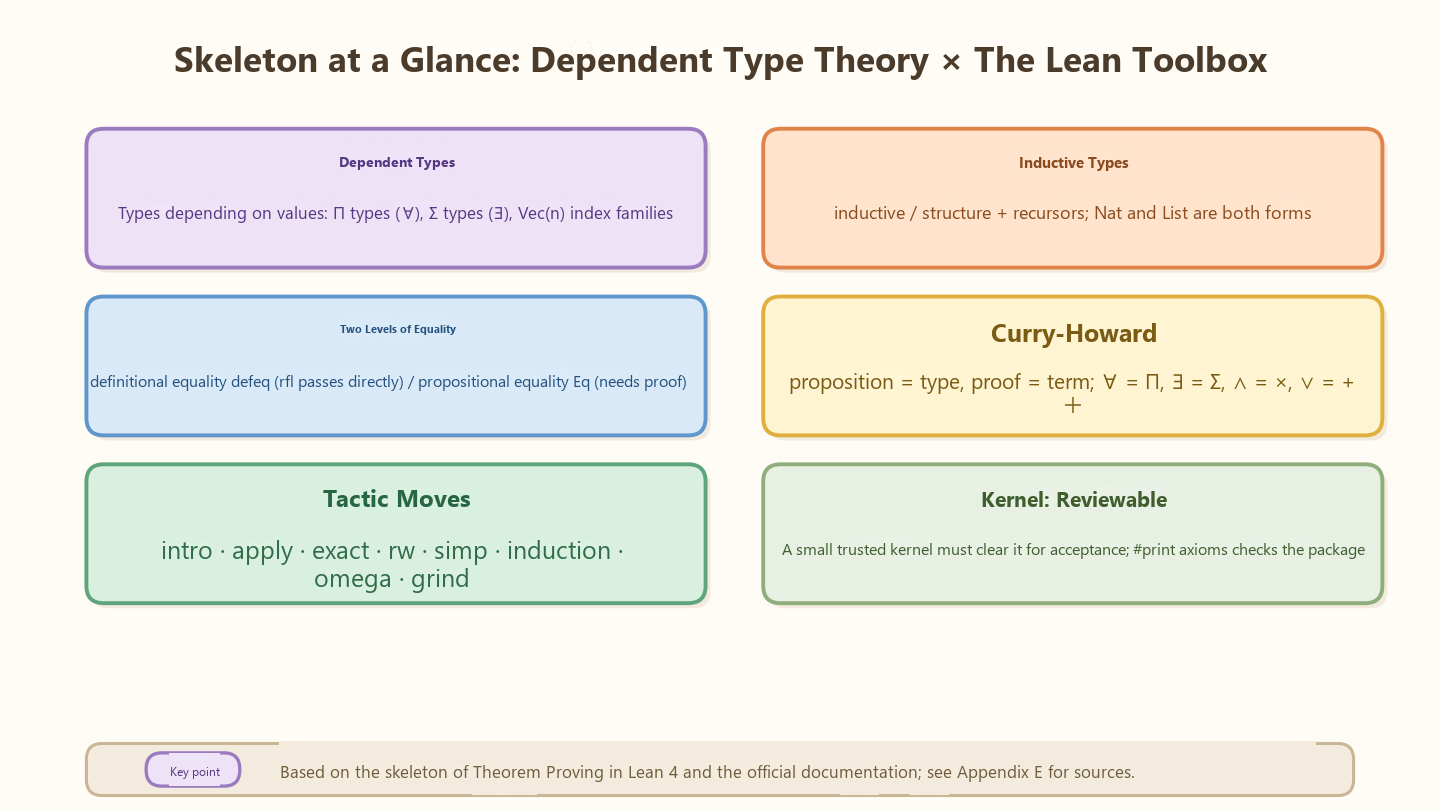 Skeleton at a Glance: Dependent Type Theory × The Lean Toolbox
Dependent Types
Types depending on values: Π types (∀), Σ types (∃), Vec(n) index families
Inductive Types
inductive / structure + recursors; Nat and List are both forms
Two Levels of Equality
definitional equality defeq (rfl passes directly) / propositional equality Eq (needs proof)
Curry-Howard
proposition = type, proof = term; ∀ = Π, ∃ = Σ, ∧ = ×, ∨ = +
+
Tactic Moves
intro · apply · exact · rw · simp · induction ·
omega · grind
Kernel: Reviewable
A small trusted kernel must clear it for acceptance; #print axioms checks the package
Key point
Based on the skeleton of Theorem Proving in Lean 4 and the official documentation; see Appendix E for sources.